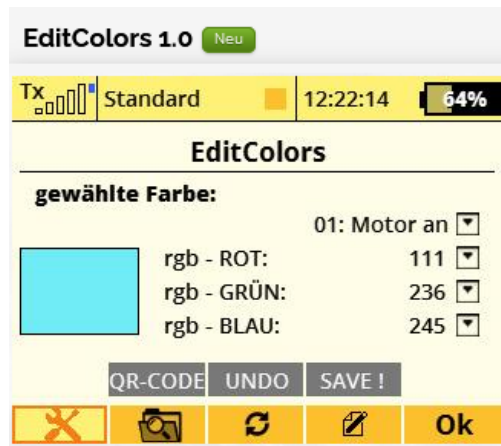 EditColors 1.0 Neu
Tx Standard 12:22:14 64%
EditColors
gewählte Farbe:
01: Motor an
rgb - ROT: 111
rgb - GRÜN: 236
rgb - BLAU: 245
QR-CODE UNDO SAVE !
Ok